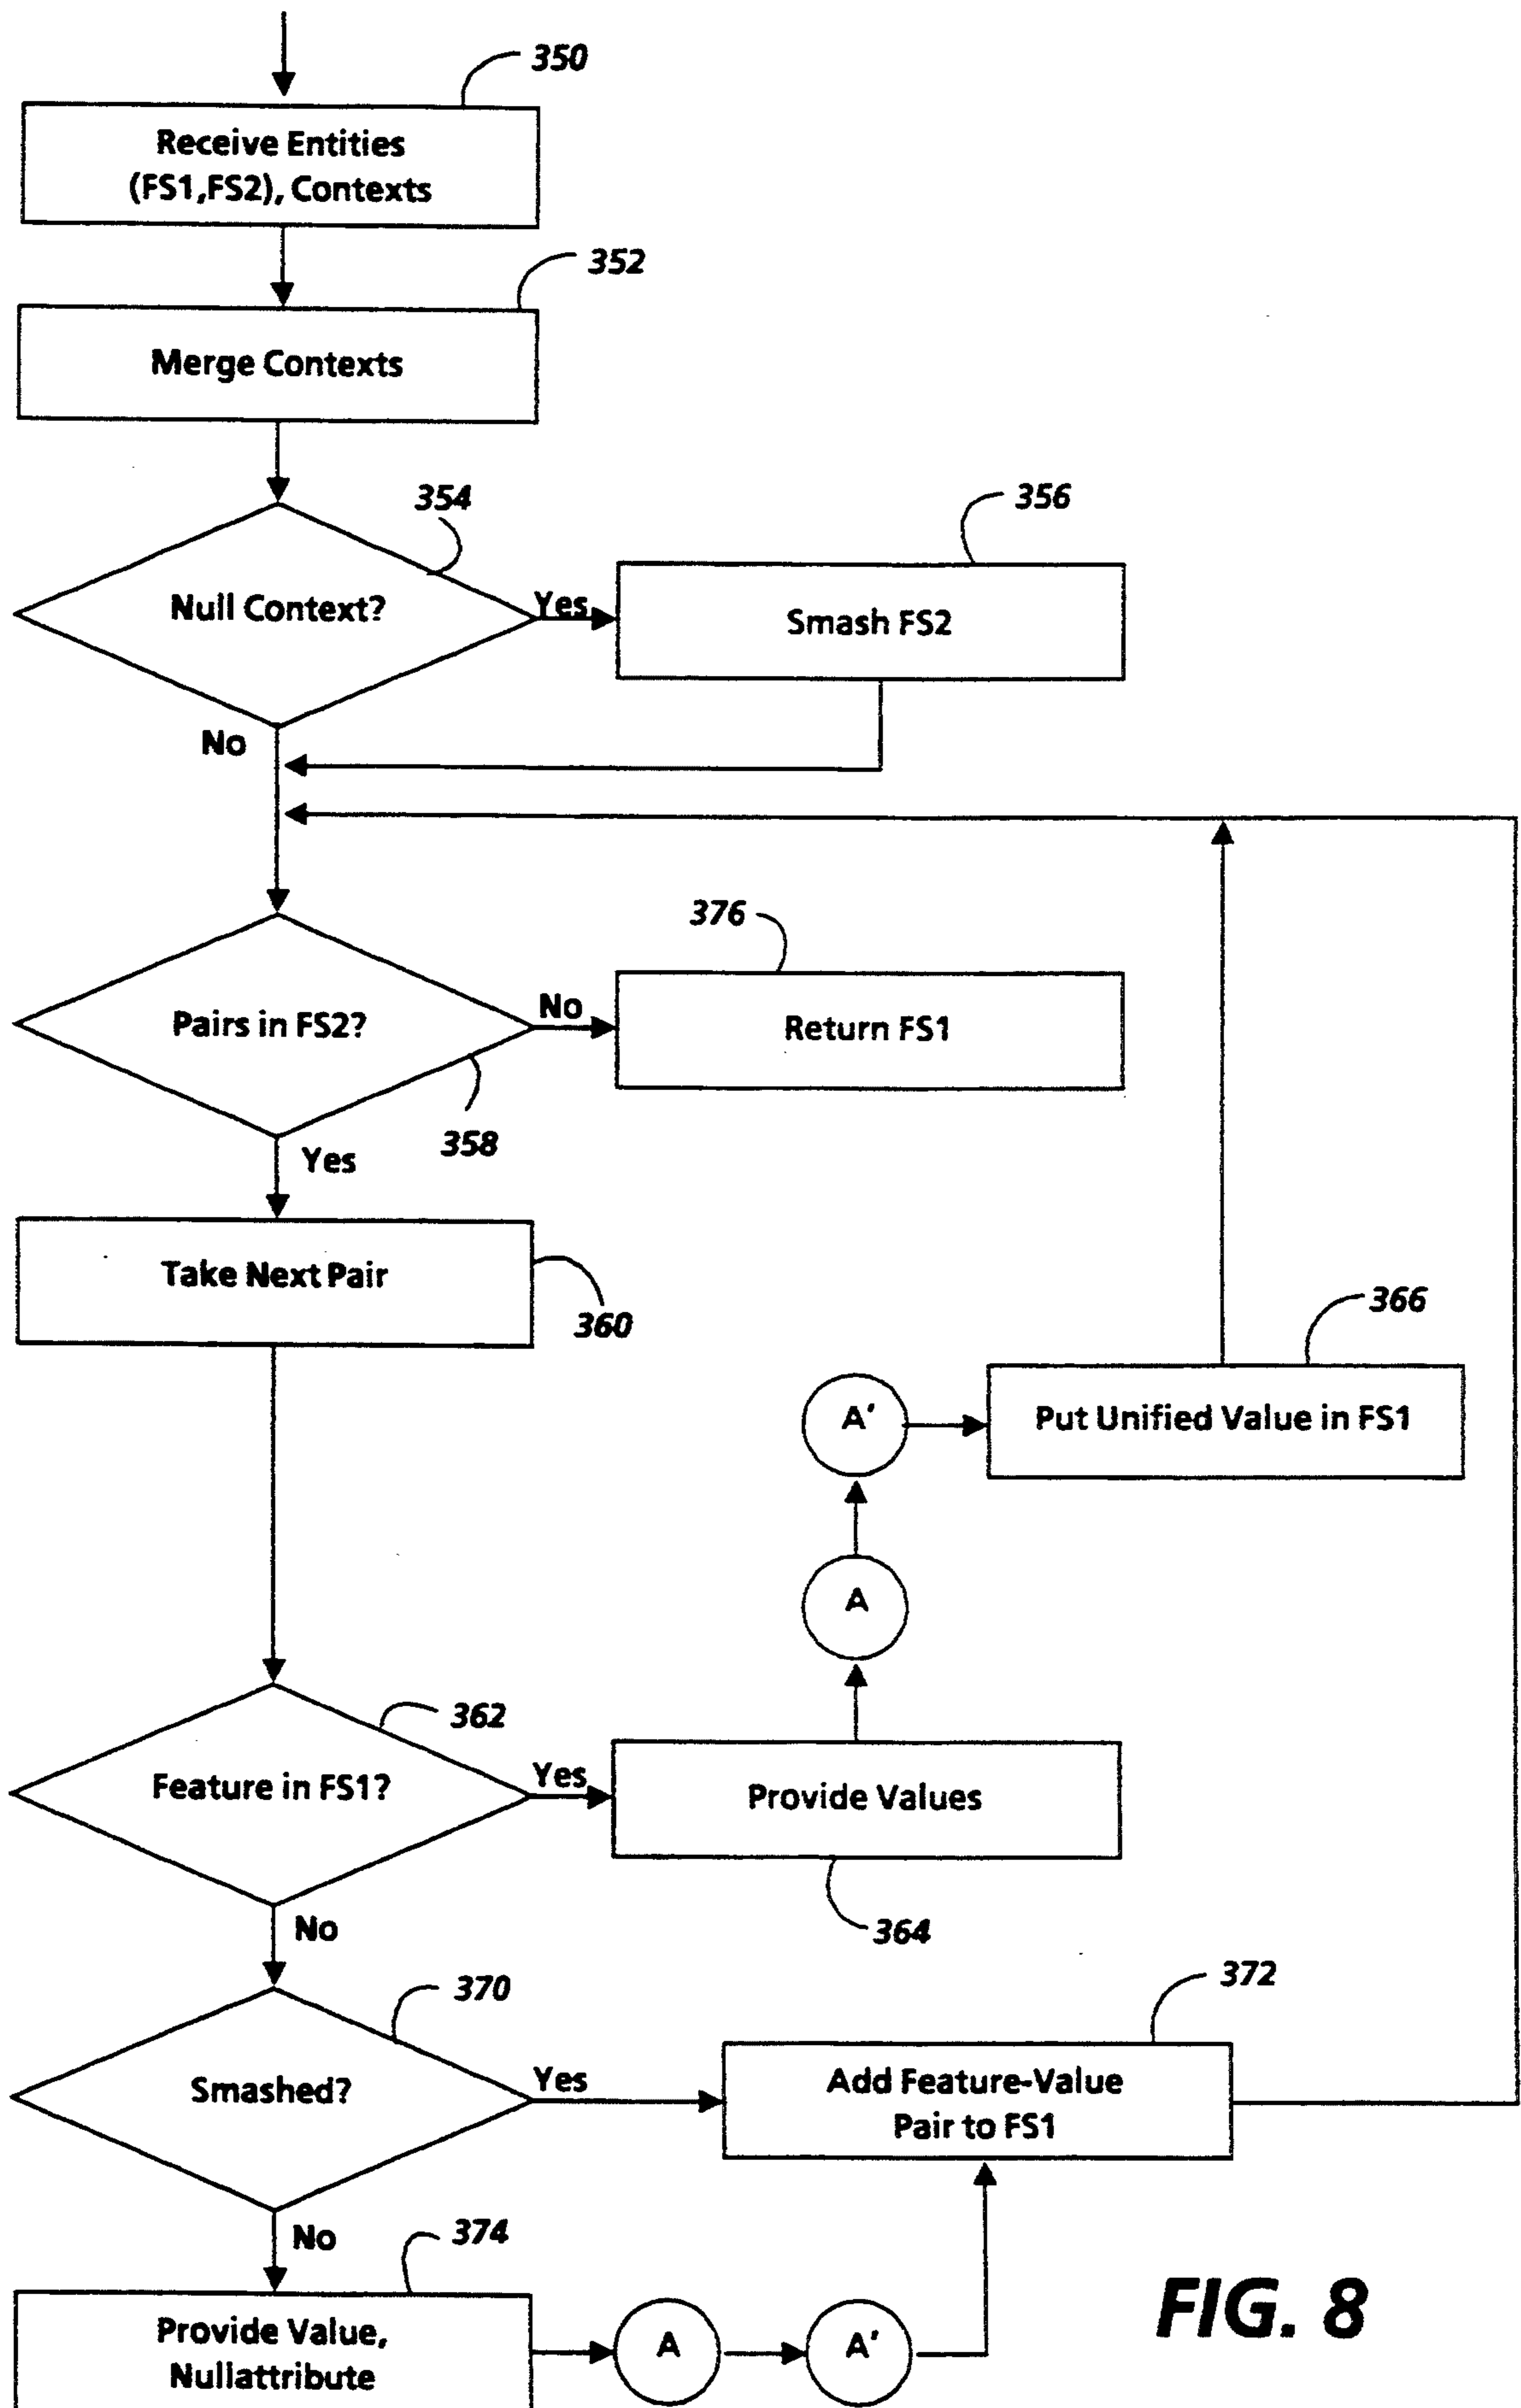 350
Receive Entities
(FS1,FS2), Contexts
352
Merge Contexts
354
356
Null Context?
Yes
Smash FS2
No
376
Pairs in FS2?
No
Return FS1
358
Yes
Take Next Pair
360
366
A'
Put Unified Value in FS1
A
362
Feature in FS1?
Yes
Provide Values
364
No
370
372
Smashed?
Yes
Add Feature-Value
Pair to FS1
No
374
Provide Value,
Nullattribute
A
A'
FIG. 8